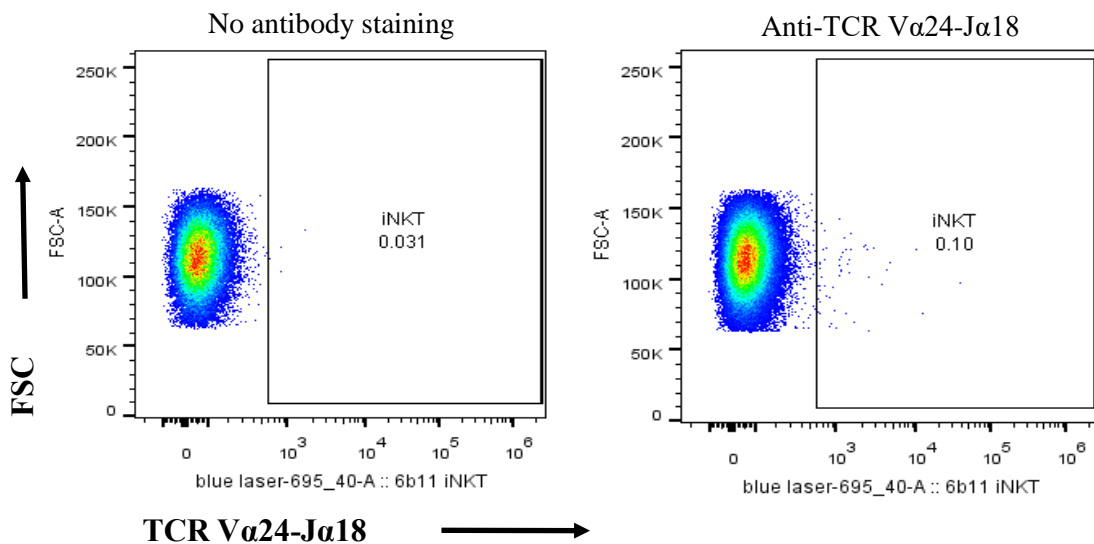 No antibody staining
250K
200K
150K
100K
50K
0
FSC-A
iNKT
0.031
0
10^3
10^4
10^5
10^6
blue laser-695_40-A :: 6b11 iNKT
Anti-TCR Vα24-Jα18
250K
200K
150K
100K
50K
0
FSC-A
iNKT
0.10
0
10^3
10^4
10^5
10^6
blue laser-695_40-A :: 6b11 iNKT
FSC
TCR Vα24-Jα18